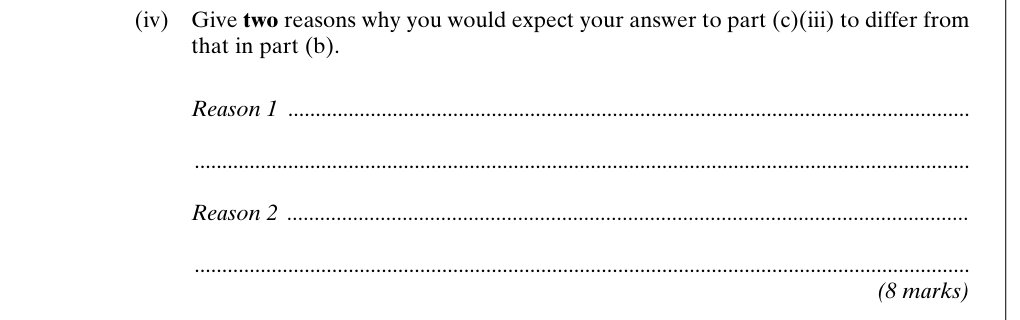 (iv) Give two reasons why you would expect your answer to part (c)(iii) to differ from
that in part (b).
Reason 1 ..............................................................................................................................
..............................................................................................................................................
Reason 2 ..............................................................................................................................
..............................................................................................................................................
(8 marks)